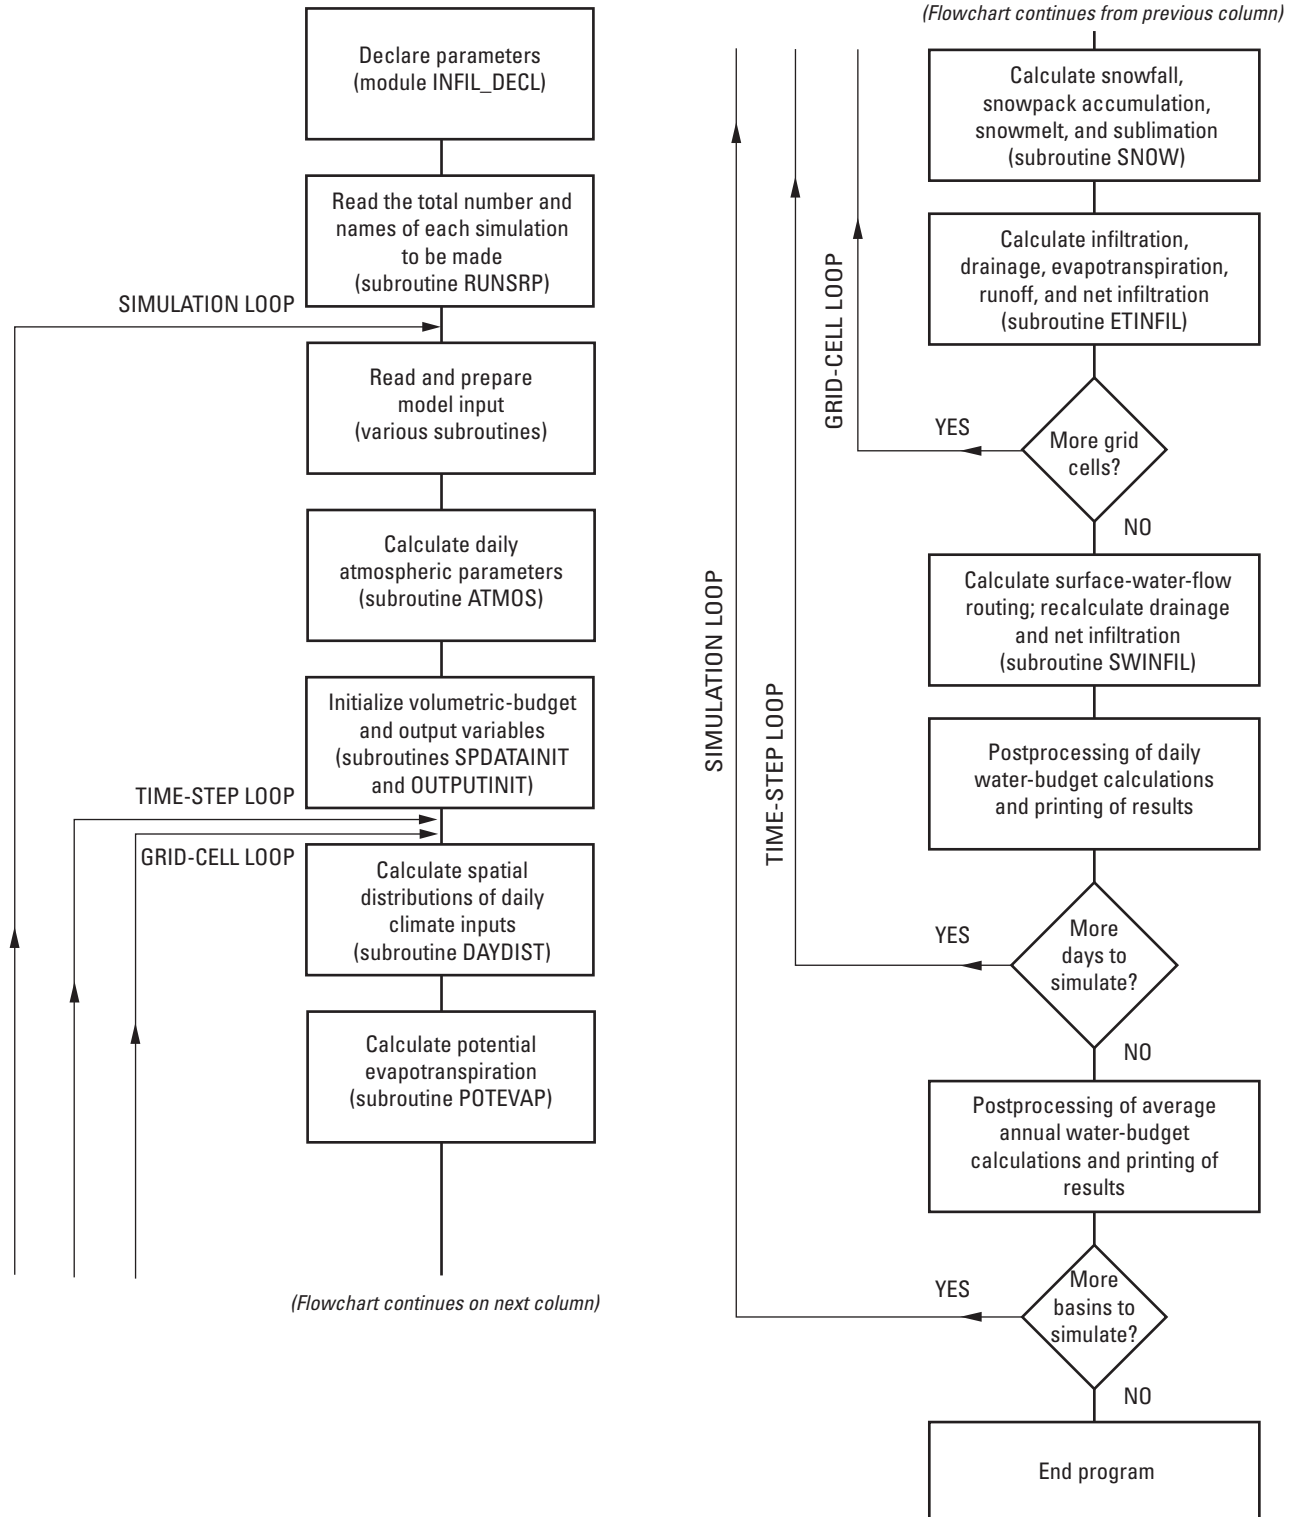 Declare parameters
(module INFIL_DECL)
Read the total number and
names of each simulation
to be made
(subroutine RUNSRP)
SIMULATION LOOP
Read and prepare
model input
(various subroutines)
Calculate daily
atmospheric parameters
(subroutine ATMOS)
Initialize volumetric-budget
and output variables
(subroutines SPDATAINIT
and OUTPUTINIT)
TIME-STEP LOOP
GRID-CELL LOOP
Calculate spatial
distributions of daily
climate inputs
(subroutine DAYDIST)
Calculate potential
evapotranspiration
(subroutine POTEVAP)
(Flowchart continues on next column)
(Flowchart continues from previous column)
Calculate snowfall,
snowpack accumulation,
snowmelt, and sublimation
(subroutine SNOW)
Calculate infiltration,
drainage, evapotranspiration,
runoff, and net infiltration
(subroutine ETINFIL)
GRID-CELL LOOP
YES
More grid
cells?
NO
Calculate surface-water-flow
routing; recalculate drainage
and net infiltration
(subroutine SWINFIL)
SIMULATION LOOP
TIME-STEP LOOP
Postprocessing of daily
water-budget calculations
and printing of results
YES
More
days to
simulate?
NO
Postprocessing of average
annual water-budget
calculations and printing of
results
YES
More
basins to
simulate?
NO
End program